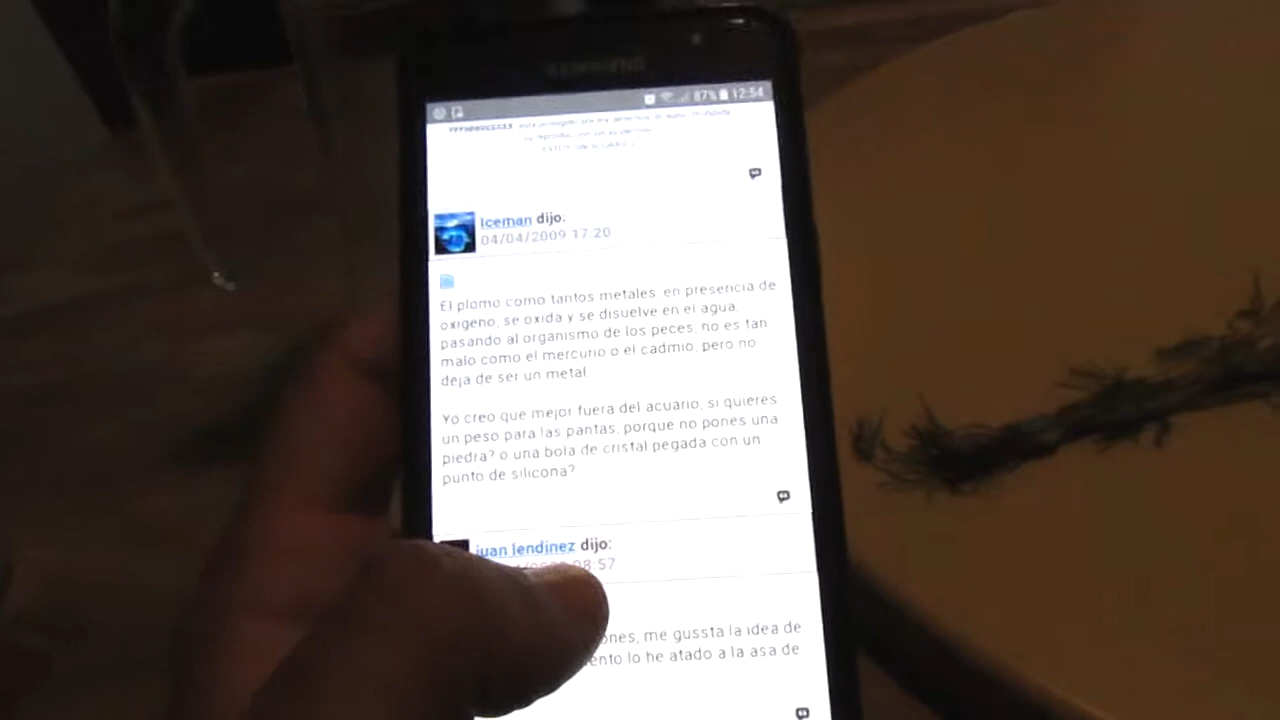 SAMSUNG
87% 12:54
Iceman dijo:
04/04/2009 17:20
El plomo como tantos metales, en presencia de
oxigeno, se oxida y se disuelve en el agua,
pasando al organismo de los peces, no es tan
malo como el mercurio o el cadmio, pero no
deja de ser un metal
Yo creo que mejor fuera del acuario, si quieres
un peso para las pantas, porque no pones una
piedra? o una bola de cristal pegada con un
punto de silicona?
juan lendinez dijo:
08:57
ones, me gussta la idea de
ento lo he atado a la asa de